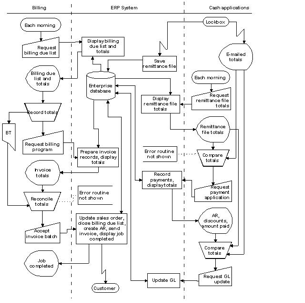 Billing
ERP System
Cash applications
Each morning
Request
billing due list
Display billing
due list and
totals
Lockbox
E-mailed
totals
Save
remittance file
Each morning
Billing due
list and
totals
Enterprise
database
Display
remittance file
totals
Request
remittance file
Record totals
Remittance
file totals
BT
Request billing
program
Prepare invoice
records, display
totals
Error routine
not shown
Compare
totals
Invoice
totals
Record
payments,
display totals
Request
payment
application
Reconcile
totals
Error routine
not shown
Accept
invoice batch
Update sales order,
close billing due list,
create AR, send
invoice, display job
completed
AR,
discounts,
amount paid
Compare
totals
Job
completed
Customer
Update GL
Request GL
update